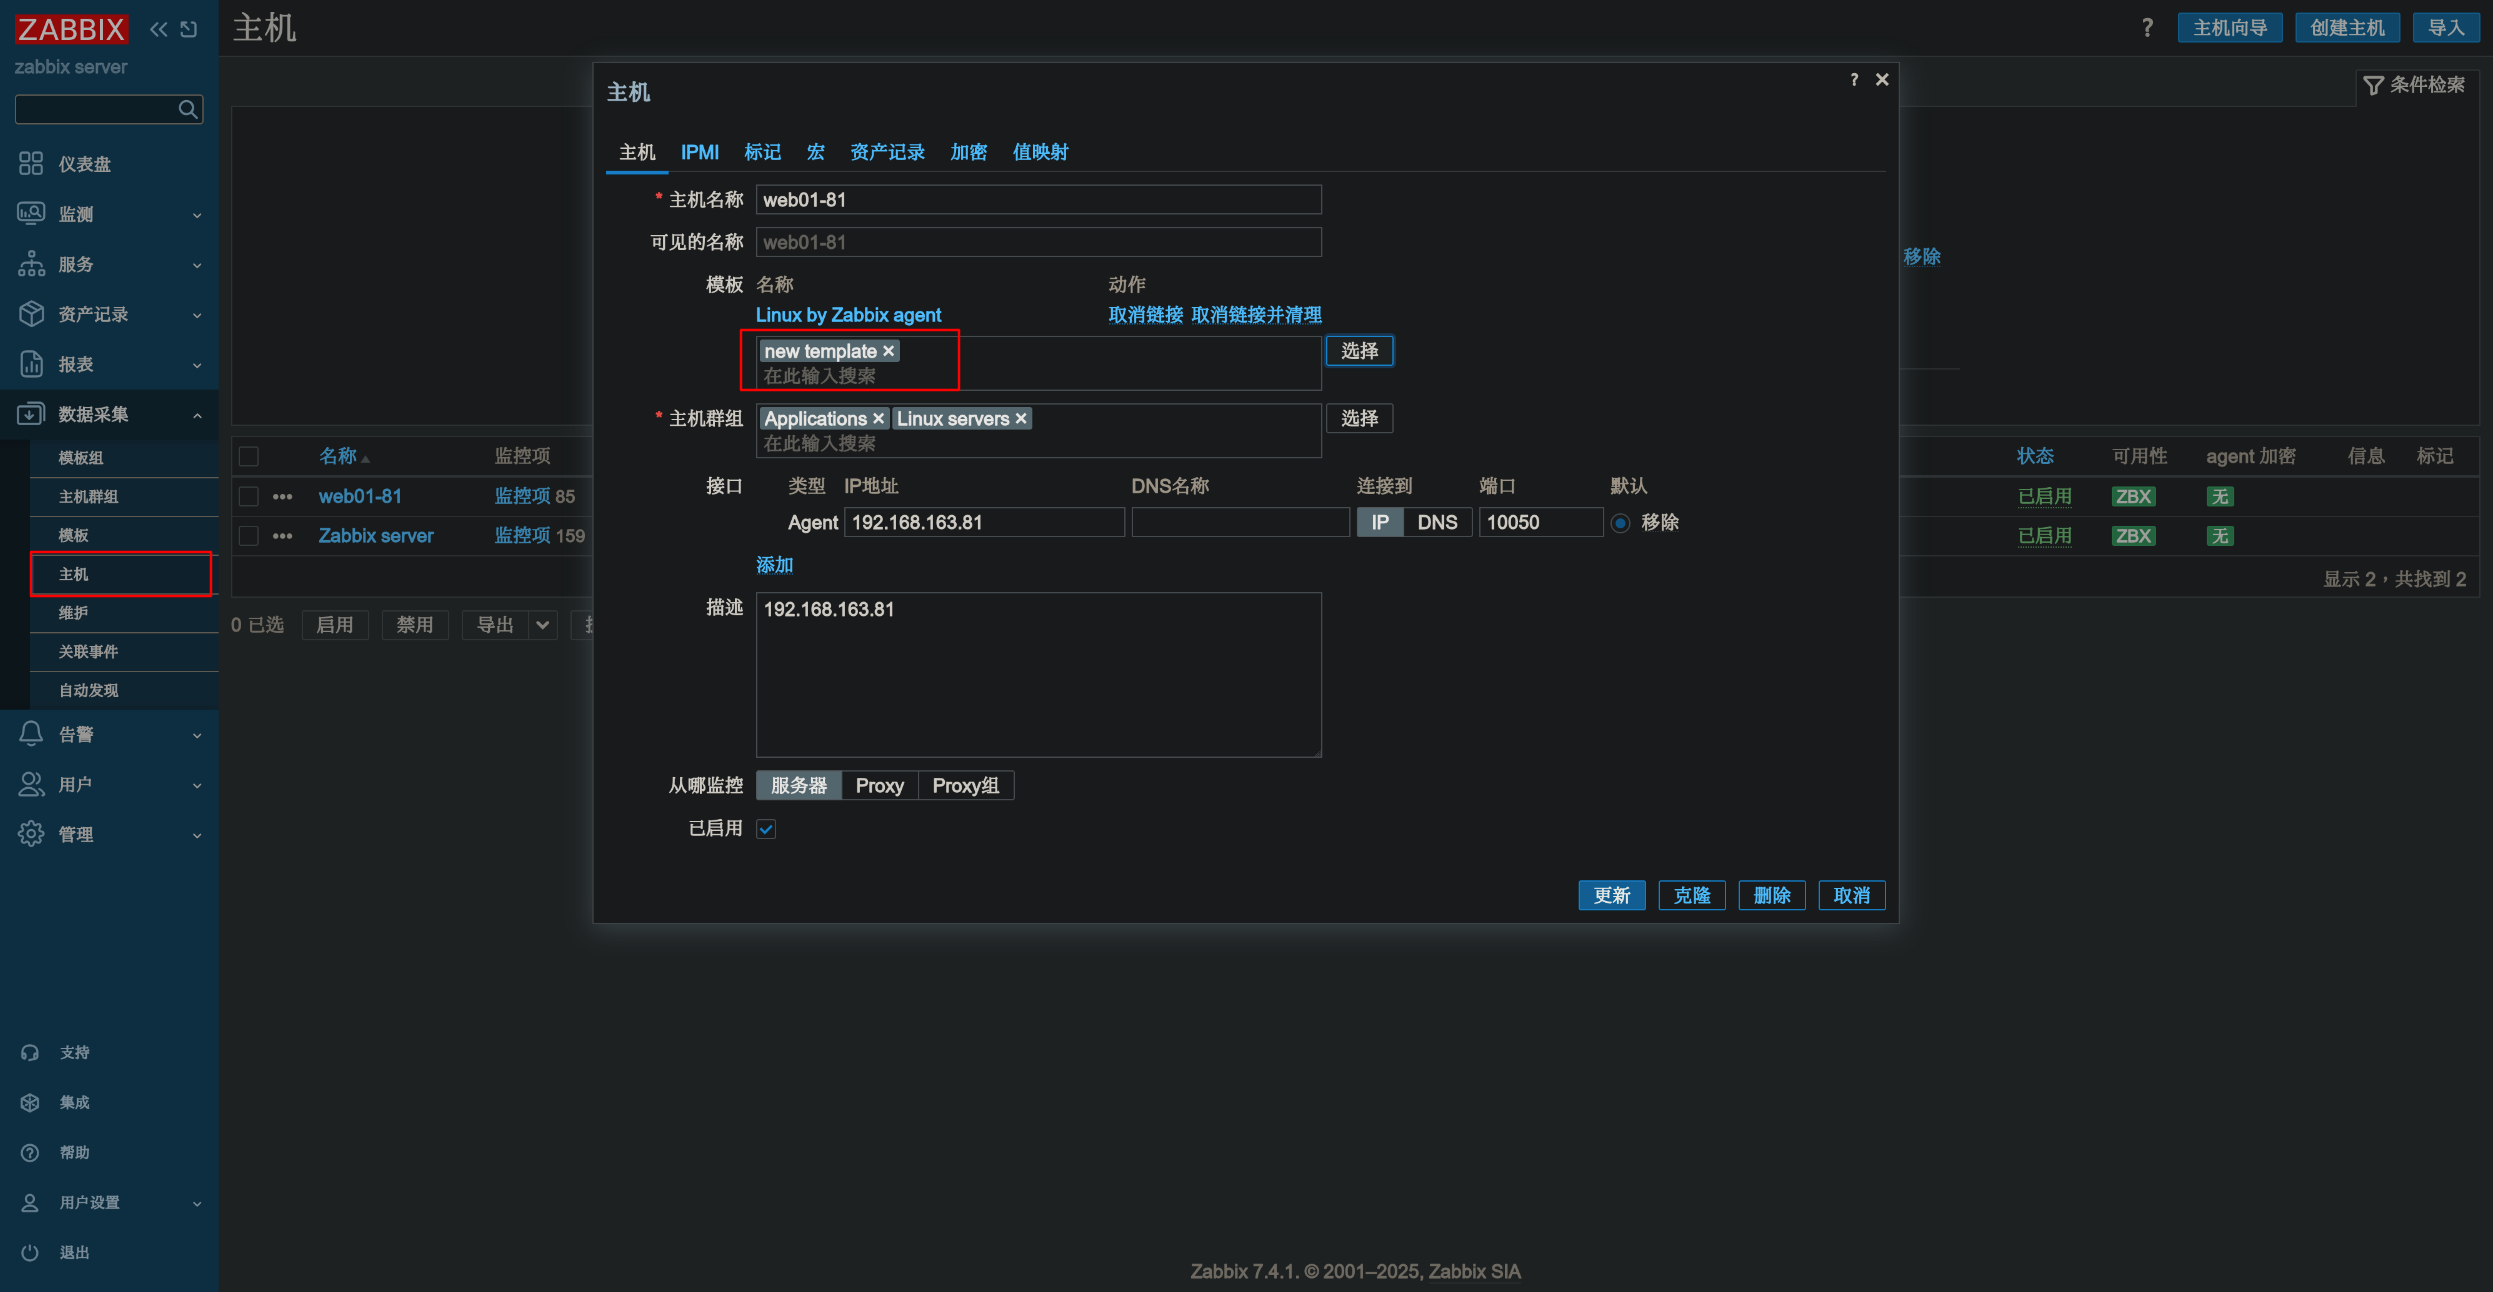 ZABBIX
zabbix server
仪表盘
监测
服务
资产记录
报表
数据采集
模板组
主机群组
模板
主机
维护
关联事件
自动发现
告警
用户
管理
支持
集成
帮助
用户设置
退出
主机
?
主机向导
创建主机
导入
条件检索
移除
名称
监控项
web01-81
监控项 85
Zabbix server
监控项 159
0 已选
启用
禁用
导出
状态
可用性
agent 加密
信息
标记
已启用
ZBX
无
已启用
ZBX
无
显示 2，共找到 2
主机
?
主机
IPMI
标记
宏
资产记录
加密
值映射
* 主机名称
web01-81
可见的名称
web01-81
模板
名称
动作
Linux by Zabbix agent
取消链接 取消链接并清理
new template
在此输入搜索
选择
* 主机群组
Applications
Linux servers
在此输入搜索
选择
接口
类型
IP地址
DNS名称
连接到
端口
默认
Agent
192.168.163.81
IP
DNS
10050
移除
添加
描述
192.168.163.81
从哪监控
服务器
Proxy
Proxy组
已启用
更新
克隆
删除
取消
Zabbix 7.4.1. © 2001–2025, Zabbix SIA